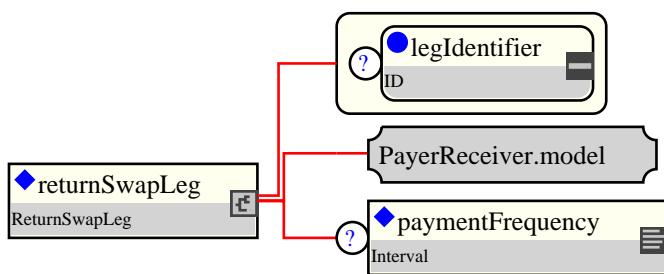 ? legIdentifier
ID
PayerReceiver.model
returnSwapLeg
ReturnSwapLeg
? paymentFrequency
Interval